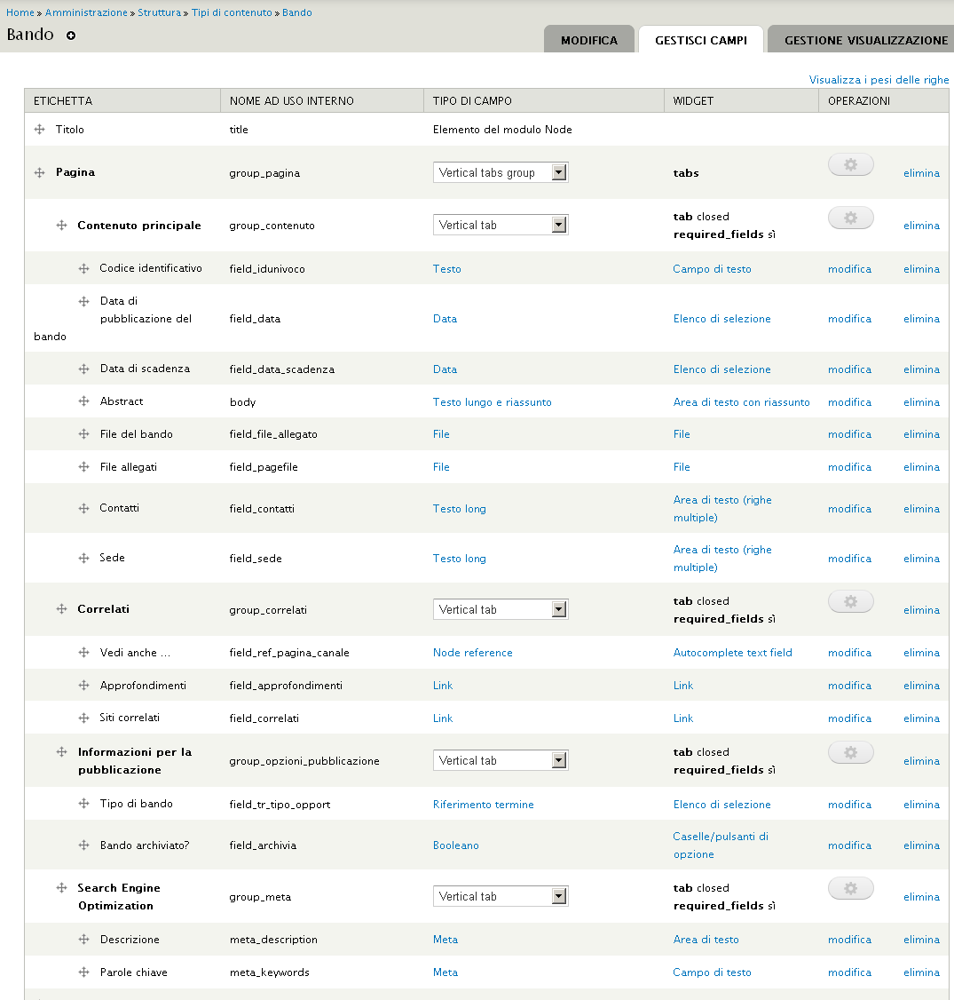 Home » Amministrazione » Struttura » Tipi di contenuto » Bando
Bando
MODIFICA GESTISCI CAMPI GESTIONE VISUALIZZAZIONE
Visualizza i pesi delle righe
ETICHETTA NOME AD USO INTERNO TIPO DI CAMPO WIDGET OPERAZIONI
Titolo title Elemento del modulo Node
Pagina group_pagina Vertical tabs group tabs elimina
Contenuto principale group_contenuto Vertical tab tab closed
required_fields sì elimina
Codice identificativo field_idunivoco Testo Campo di testo modifica elimina
Data di
pubblicazione del field_data Data Elenco di selezione modifica elimina
bando
Data di scadenza field_data_scadenza Data Elenco di selezione modifica elimina
Abstract body Testo lungo e riassunto Area di testo con riassunto modifica elimina
File del bando field_file_allegato File File modifica elimina
File allegati field_pagefile File File modifica elimina
Contatti field_contatti Testo long Area di testo (righe
multiple) modifica elimina
Sede field_sede Testo long Area di testo (righe
multiple) modifica elimina
Correlati group_correlati Vertical tab tab closed
required_fields sì elimina
Vedi anche ... field_ref_pagina_canale Node reference Autocomplete text field modifica elimina
Approfondimenti field_approfondimenti Link Link modifica elimina
Siti correlati field_correlati Link Link modifica elimina
Informazioni per la
pubblicazione group_opzioni_pubblicazione Vertical tab tab closed
required_fields sì elimina
Tipo di bando field_tr_tipo_opport Riferimento termine Elenco di selezione modifica elimina
Bando archiviato? field_archivia Booleano Caselle/pulsanti di
opzione modifica elimina
Search Engine
Optimization group_meta Vertical tab tab closed
required_fields sì elimina
Descrizione meta_description Meta Area di testo modifica elimina
Parole chiave meta_keywords Meta Campo di testo modifica elimina